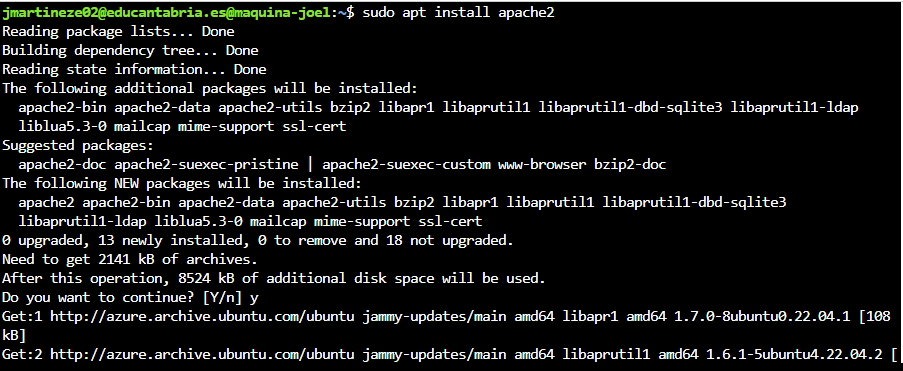 jmartineze02@educantabria.es@maquina-joel:~$ sudo apt install apache2
Reading package lists... Done
Building dependency tree... Done
Reading state information... Done
The following additional packages will be installed:
  apache2-bin apache2-data apache2-utils bzip2 libapr1 libaprutil1 libaprutil1-dbd-sqlite3 libaprutil1-ldap
  liblua5.3-0 mailcap mime-support ssl-cert
Suggested packages:
  apache2-doc apache2-suexec-pristine | apache2-suexec-custom www-browser bzip2-doc
The following NEW packages will be installed:
  apache2 apache2-bin apache2-data apache2-utils bzip2 libapr1 libaprutil1 libaprutil1-dbd-sqlite3
  libaprutil1-ldap liblua5.3-0 mailcap mime-support ssl-cert
0 upgraded, 13 newly installed, 0 to remove and 18 not upgraded.
Need to get 2141 kB of archives.
After this operation, 8524 kB of additional disk space will be used.
Do you want to continue? [Y/n] y
Get:1 http://azure.archive.ubuntu.com/ubuntu jammy-updates/main amd64 libapr1 amd64 1.7.0-8ubuntu0.22.04.1 [108
kB]
Get:2 http://azure.archive.ubuntu.com/ubuntu jammy-updates/main amd64 libaprutil1 amd64 1.6.1-5ubuntu4.22.04.2 [